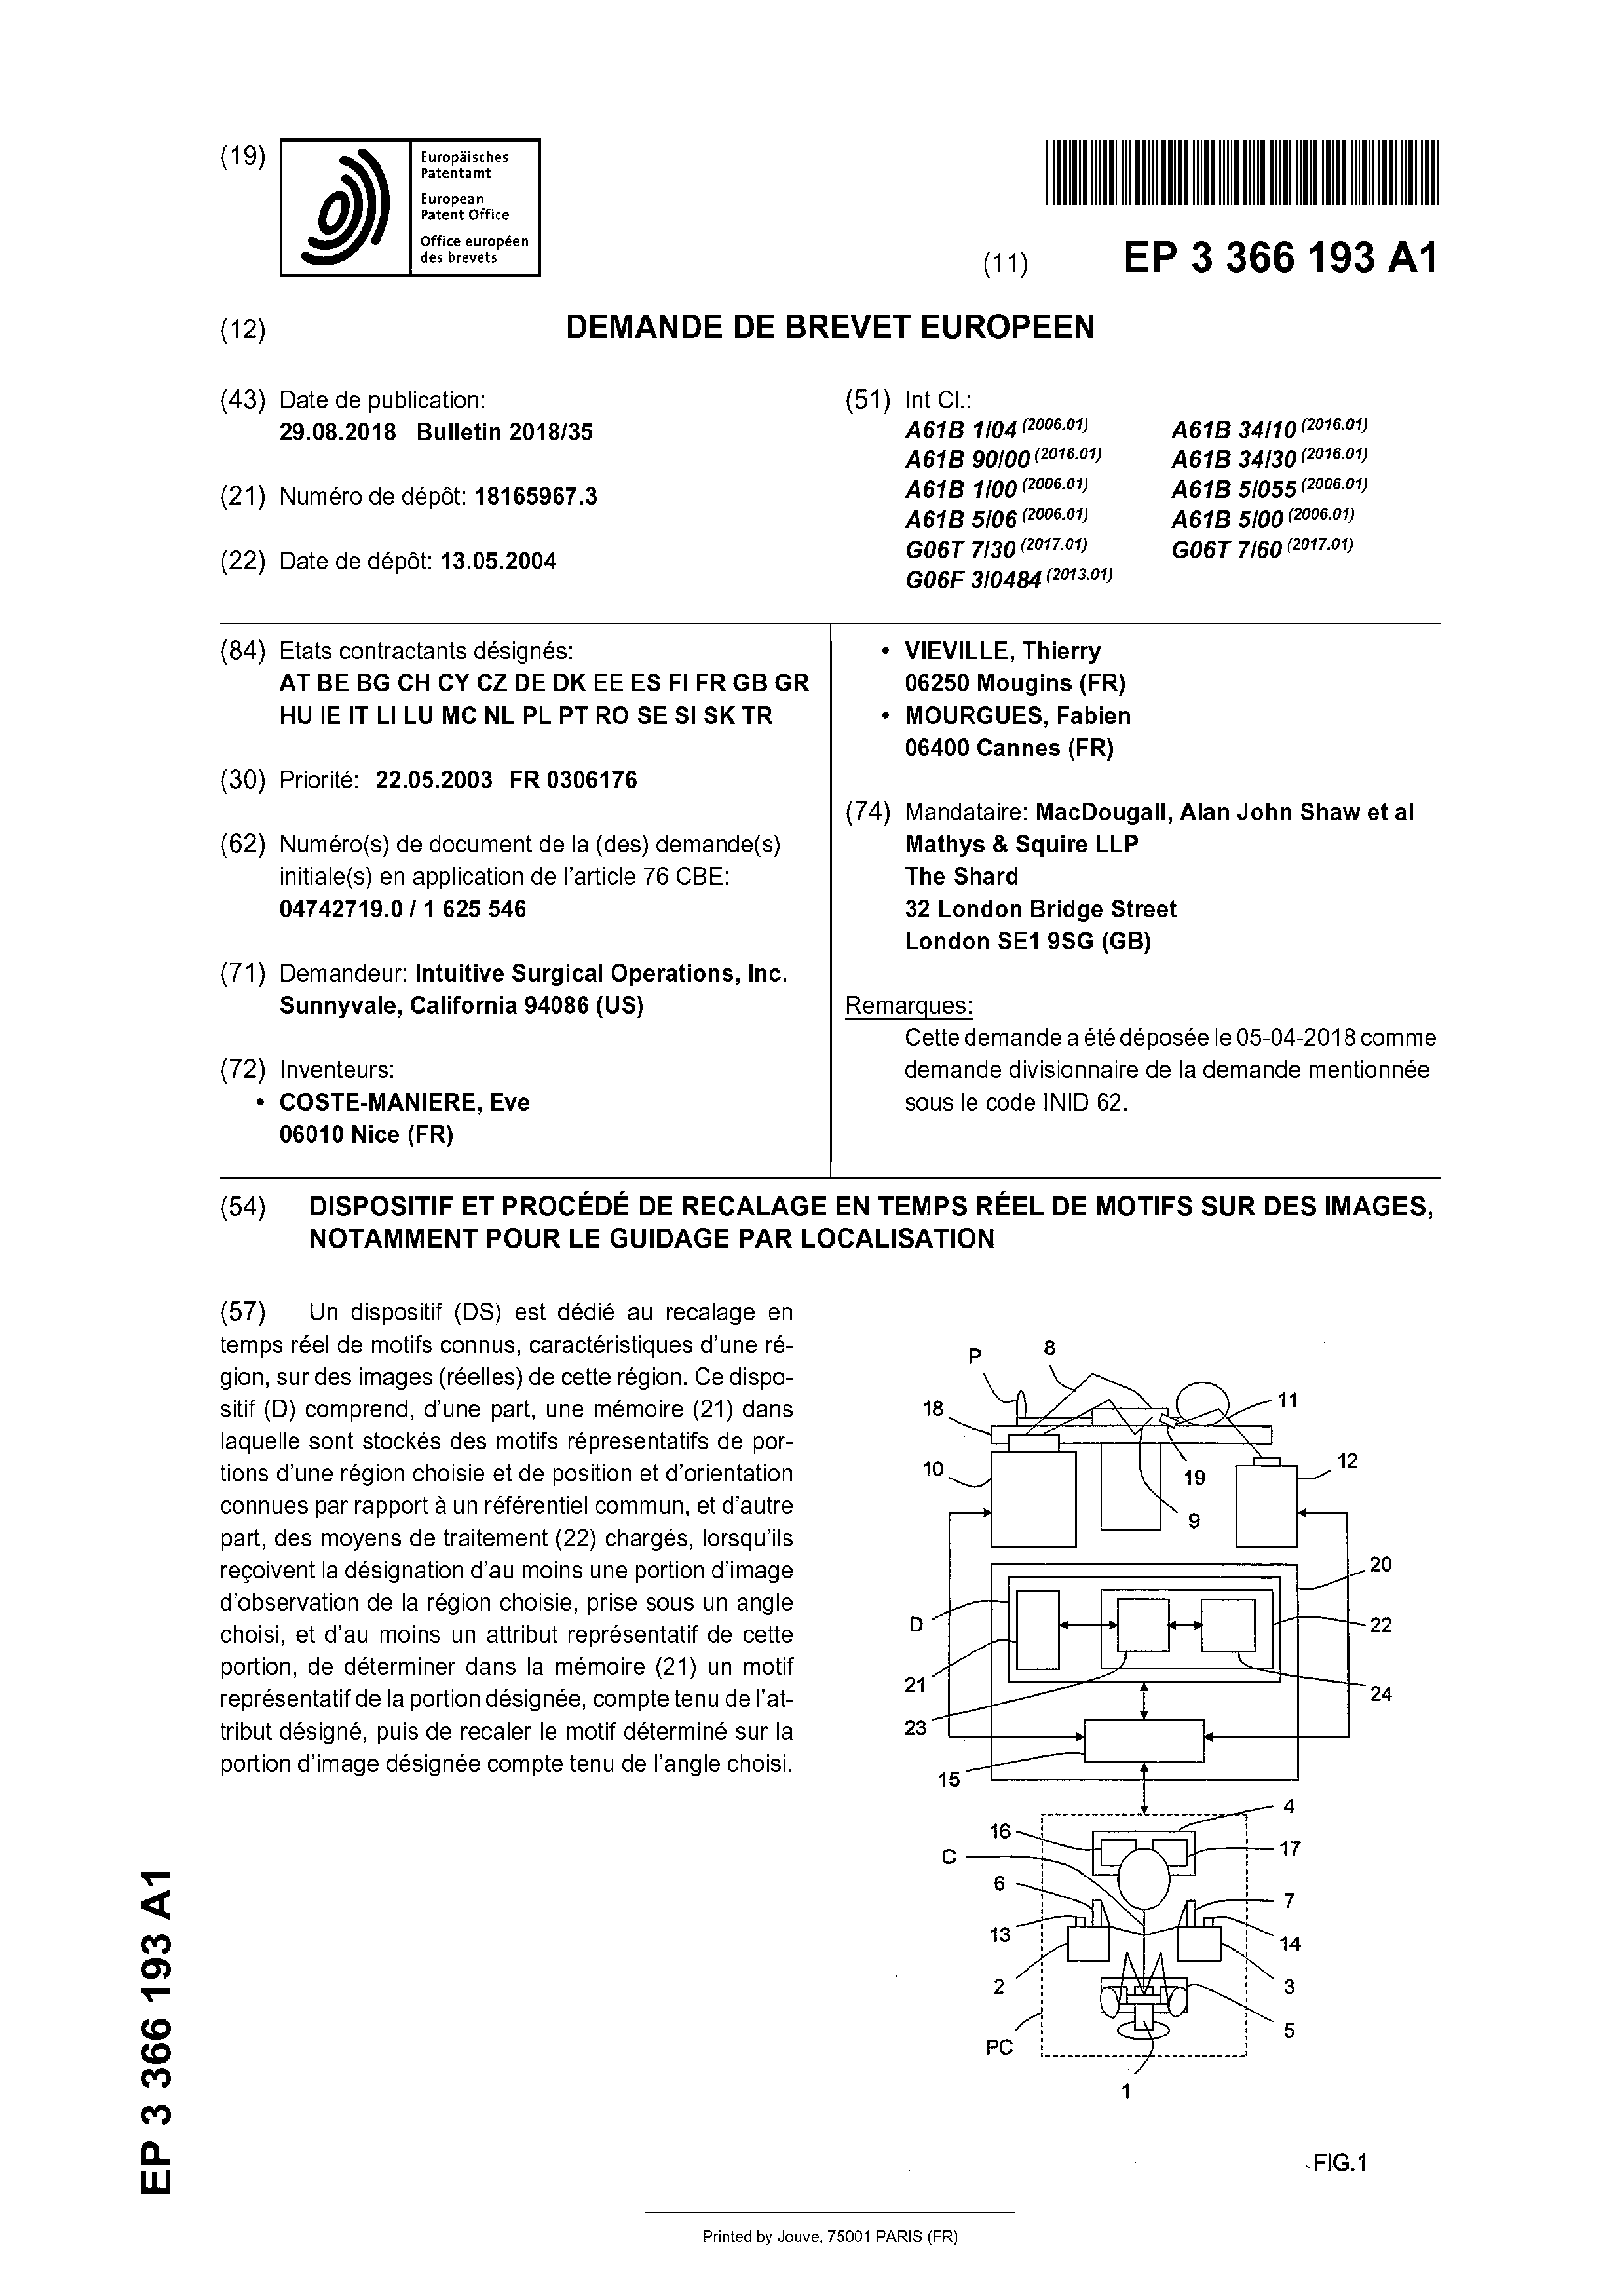 (19)
Europäisches
Patentamt
European
Patent Office
Office européen
des brevets
(11) EP 3 366 193 A1
(12) DEMANDE DE BREVET EUROPEEN
(43) Date de publication:
29.08.2018 Bulletin 2018/35
(21) Numéro de dépôt: 18165967.3
(22) Date de dépôt: 13.05.2004
(51) Int Cl.:
A61B 1/04 (2006.01) A61B 34/10 (2016.01)
A61B 90/00 (2016.01) A61B 34/30 (2016.01)
A61B 1/00 (2006.01) A61B 5/055 (2006.01)
A61B 5/06 (2006.01) A61B 5/00 (2006.01)
G06T 7/30 (2017.01) G06T 7/60 (2017.01)
G06F 3/0484 (2013.01)
(84) Etats contractants désignés:
AT BE BG CH CY CZ DE DK EE ES FI FR GB GR
HU IE IT LI LU MC NL PL PT RO SE SI SK TR
(30) Priorité: 22.05.2003 FR 0306176
(62) Numéro(s) de document de la (des) demande(s)
initiale(s) en application de l'article 76 CBE:
04742719.0 / 1 625 546
(71) Demandeur: Intuitive Surgical Operations, Inc.
Sunnyvale, California 94086 (US)
(72) Inventeurs:
• COSTE-MANIERE, Eve
06010 Nice (FR)
• VIEVILLE, Thierry
06250 Mougins (FR)
• MOURGUES, Fabien
06400 Cannes (FR)
(74) Mandataire: MacDougall, Alan John Shaw et al
Mathys & Squire LLP
The Shard
32 London Bridge Street
London SE1 9SG (GB)
Remarques:
Cette demande a été déposée le 05-04-2018 comme
demande divisionnaire de la demande mentionnée
sous le code INID 62.
(54) DISPOSITIF ET PROCÉDÉ DE RECALAGE EN TEMPS RÉEL DE MOTIFS SUR DES IMAGES,
NOTAMMENT POUR LE GUIDAGE PAR LOCALISATION
(57) Un dispositif (DS) est dédié au recalage en
temps réel de motifs connus, caractéristiques d'une ré-
gion, sur des images (réelles) de cette région. Ce dispo-
sitif (D) comprend, d'une part, une mémoire (21) dans
laquelle sont stockés des motifs répresentatifs de por-
tions d'une région choisie et de position et d'orientation
connues par rapport à un référentiel commun, et d'autre
part, des moyens de traitement (22) chargés, lorsqu'ils
reçoivent la désignation d'au moins une portion d'image
d'observation de la région choisie, prise sous un angle
choisi, et d'au moins un attribut représentatif de cette
portion, de déterminer dans la mémoire (21) un motif
représentatif de la portion désignée, compte tenu de l'at-
tribut désigné, puis de recaler le motif déterminé sur la
portion d'image désignée compte tenu de l'angle choisi.
P
8
18
11
10
19
12
9
20
D
22
21
24
23
15
4
16
17
C
6
7
13
14
2
3
5
PC
1
FIG.1
EP 3 366 193 A1
Printed by Jouve, 75001 PARIS (FR)